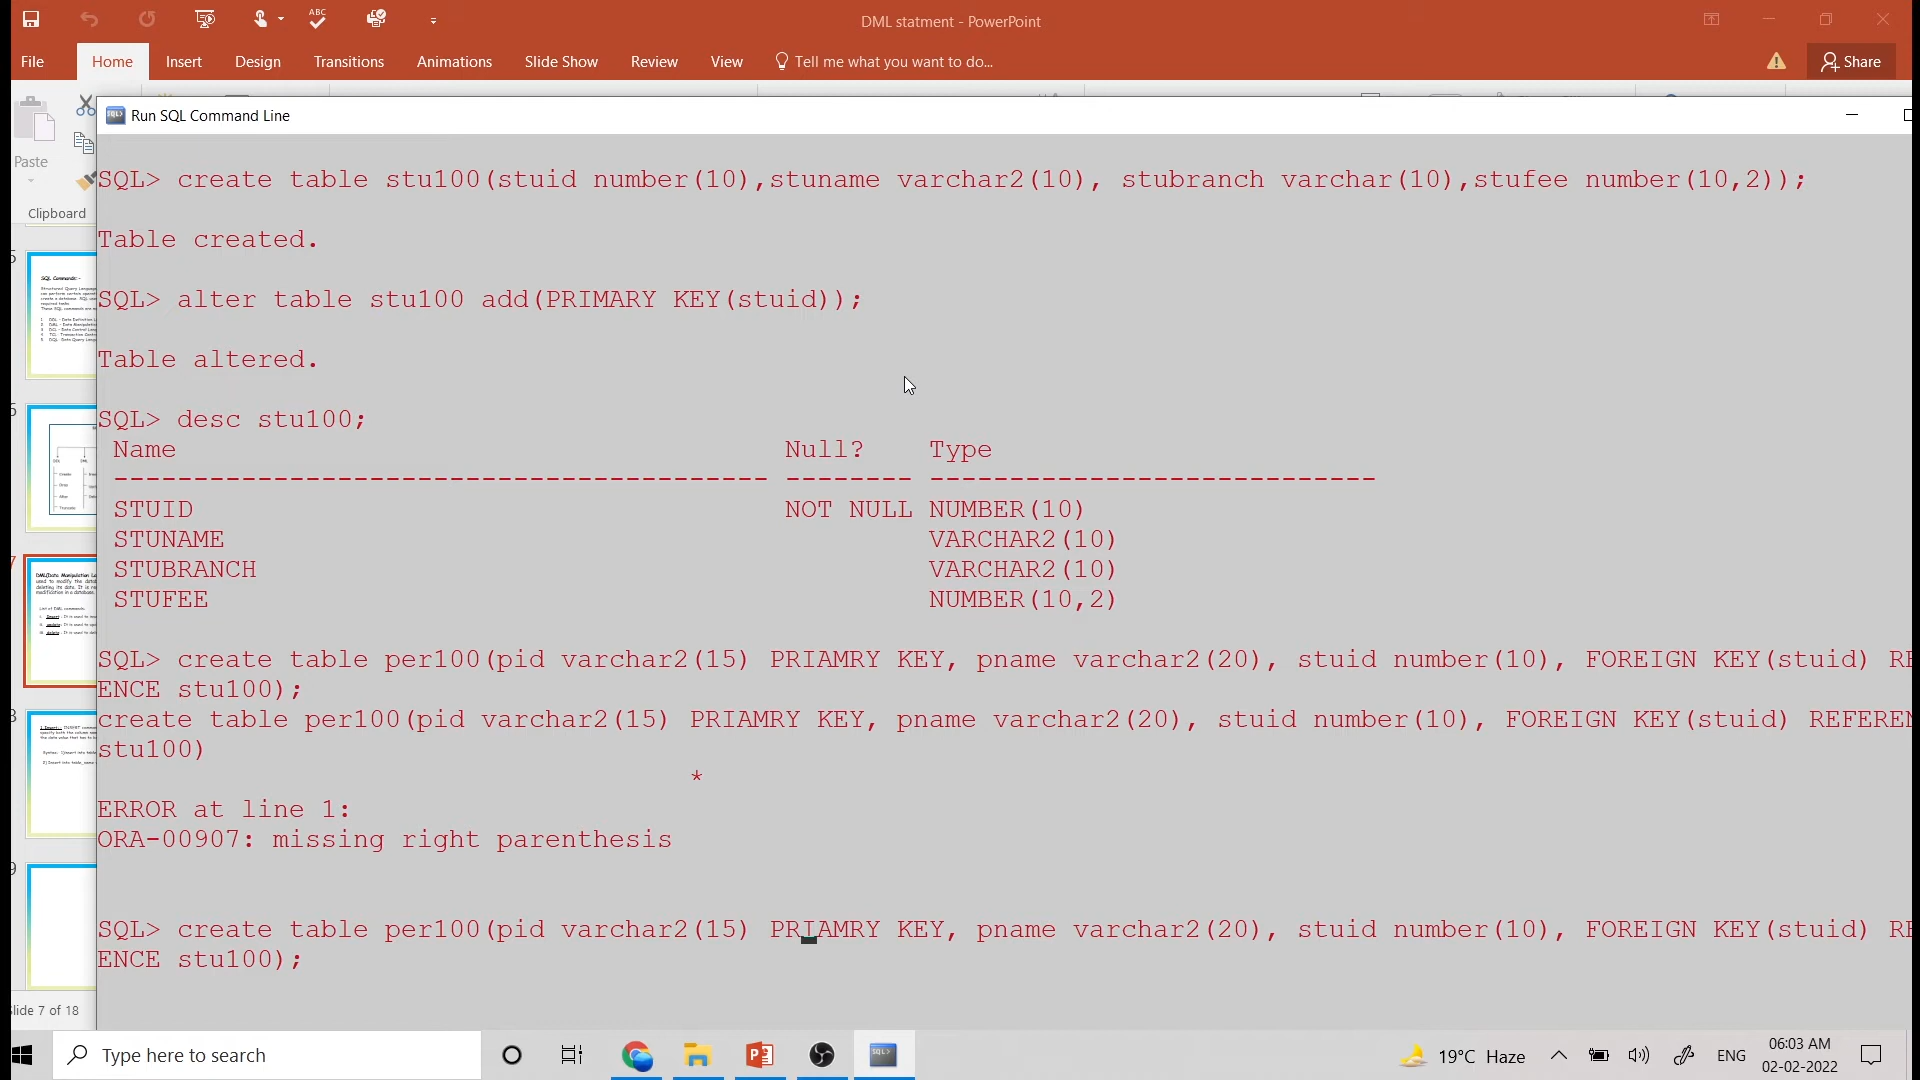 DML statment - PowerPoint
File Home Insert Design Transitions Animations Slide Show Review View Tell me what you want to do... Share
Paste
Clipboard
Run SQL Command Line
SQL> create table stu100(stuid number(10),stuname varchar2(10), stubranch varchar(10),stufee number(10,2));
Table created.
SQL> alter table stu100 add(PRIMARY KEY(stuid));
Table altered.
SQL> desc stu100;
Name Null? Type
----------------------------------------- -------- ----------------------------
STUID NOT NULL NUMBER(10)
STUNAME VARCHAR2(10)
STUBRANCH VARCHAR2(10)
STUFEE NUMBER(10,2)
SQL> create table per100(pid varchar2(15) PRIAMRY KEY, pname varchar2(20), stuid number(10), FOREIGN KEY(stuid) RE
ENCE stu100);
create table per100(pid varchar2(15) PRIAMRY KEY, pname varchar2(20), stuid number(10), FOREIGN KEY(stuid) REFEREN
stu100)
*
ERROR at line 1:
ORA-00907: missing right parenthesis
SQL> create table per100(pid varchar2(15) PRIAMRY KEY, pname varchar2(20), stuid number(10), FOREIGN KEY(stuid) RE
ENCE stu100);
SQL Commands:-
lide 7 of 18
Type here to search
19°C Haze
ENG
06:03 AM
02-02-2022